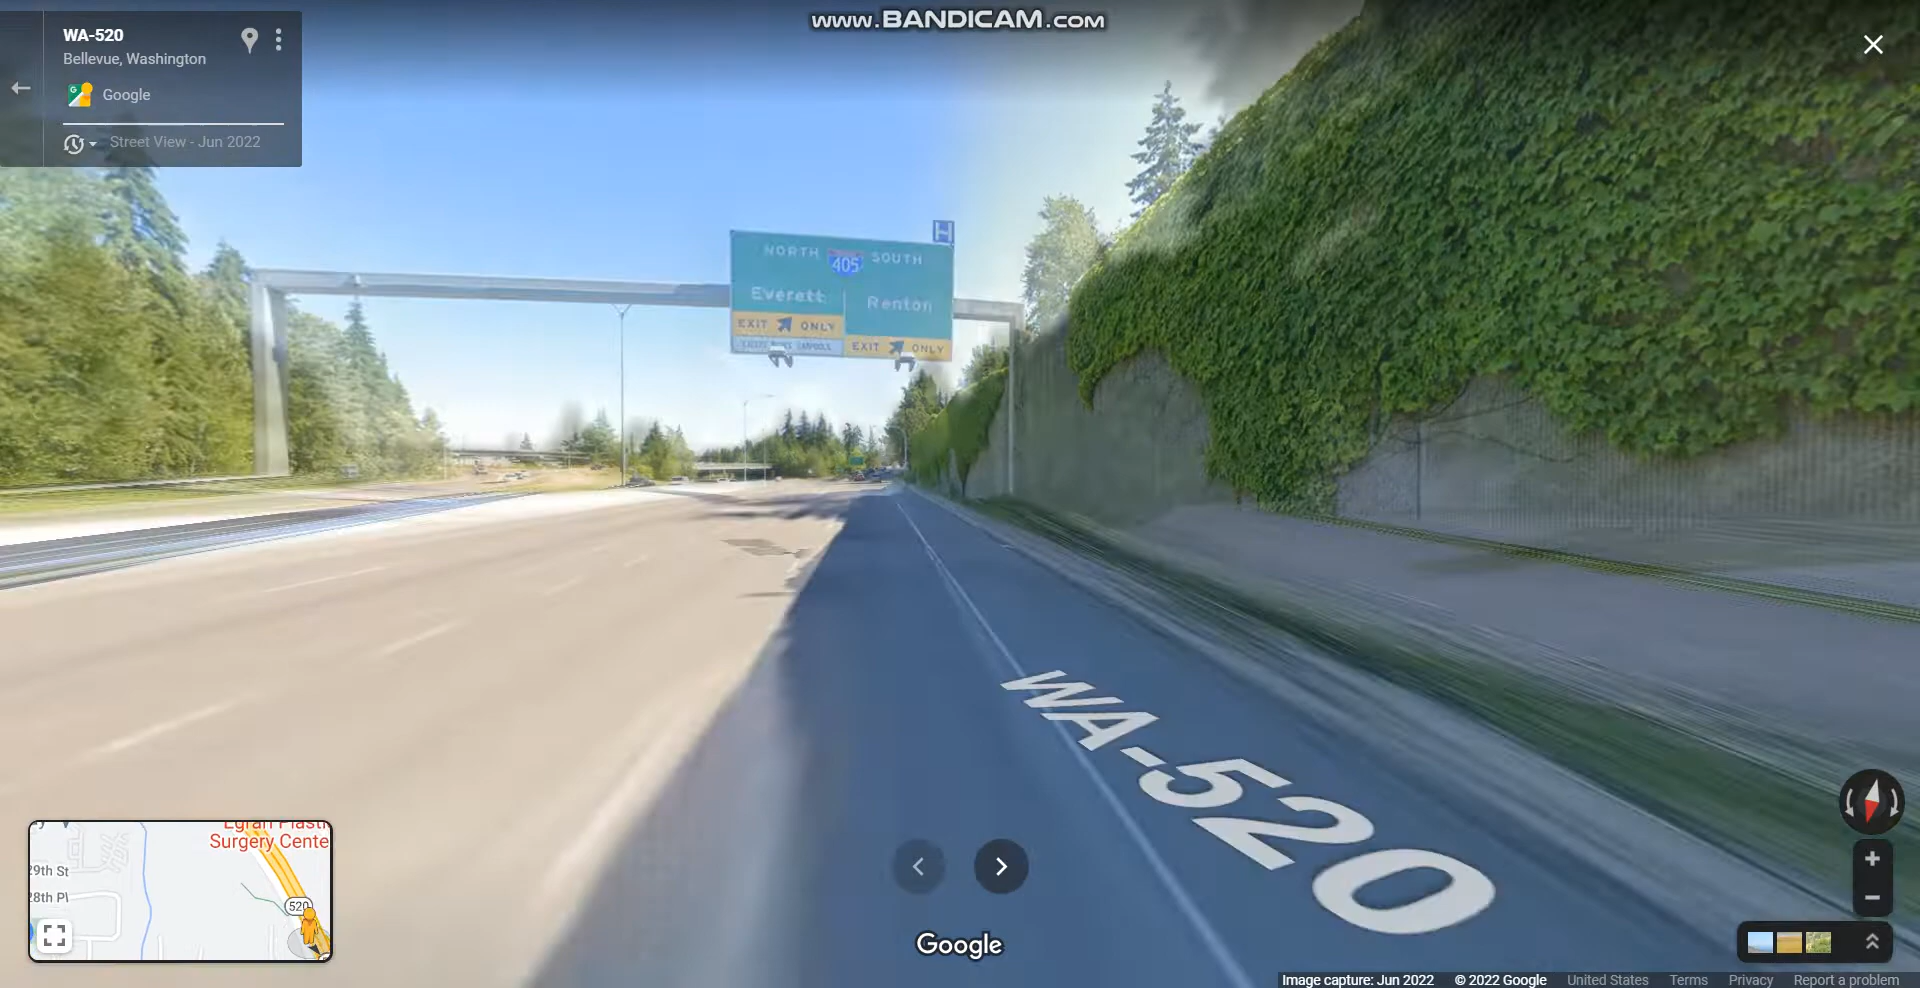 www.BANDICAM.com
WA-520
Bellevue, Washington
Google
Street View - Jun 2022
H
NORTH 405 SOUTH
Everett
Renton
EXIT ONLY
EXIT ONLY
WA-520
Egrari Plasti
Surgery Cente
29th St
28th Pl
520
Google
Image capture: Jun 2022 © 2022 Google United States Terms Privacy Report a problem